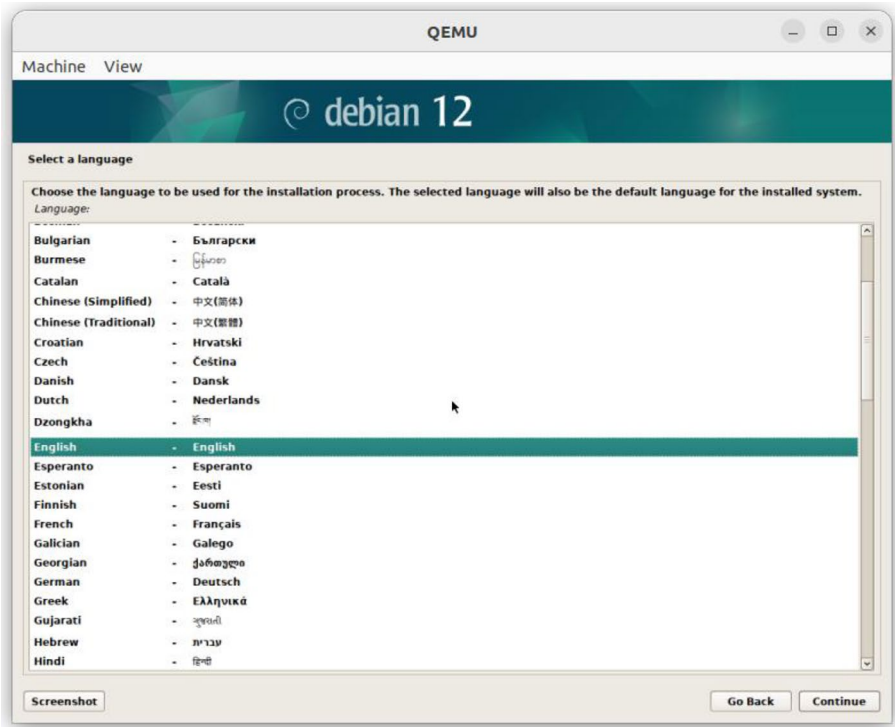 QEMU
Machine View
debian 12
Select a language
Choose the language to be used for the installation process. The selected language will also be the default language for the installed system.
Language:
Bulgarian - Български
Burmese - မြန်မာစာ
Catalan - Català
Chinese (Simplified) - 中文(简体)
Chinese (Traditional) - 中文(繁體)
Croatian - Hrvatski
Czech - Čeština
Danish - Dansk
Dutch - Nederlands
Dzongkha - རྫོང་ཁ།
English - English
Esperanto - Esperanto
Estonian - Eesti
Finnish - Suomi
French - Français
Galician - Galego
Georgian - ქართული
German - Deutsch
Greek - Ελληνικά
Gujarati - ગુજરાતી
Hebrew - עברית
Hindi - हिन्दी
Screenshot Go Back Continue